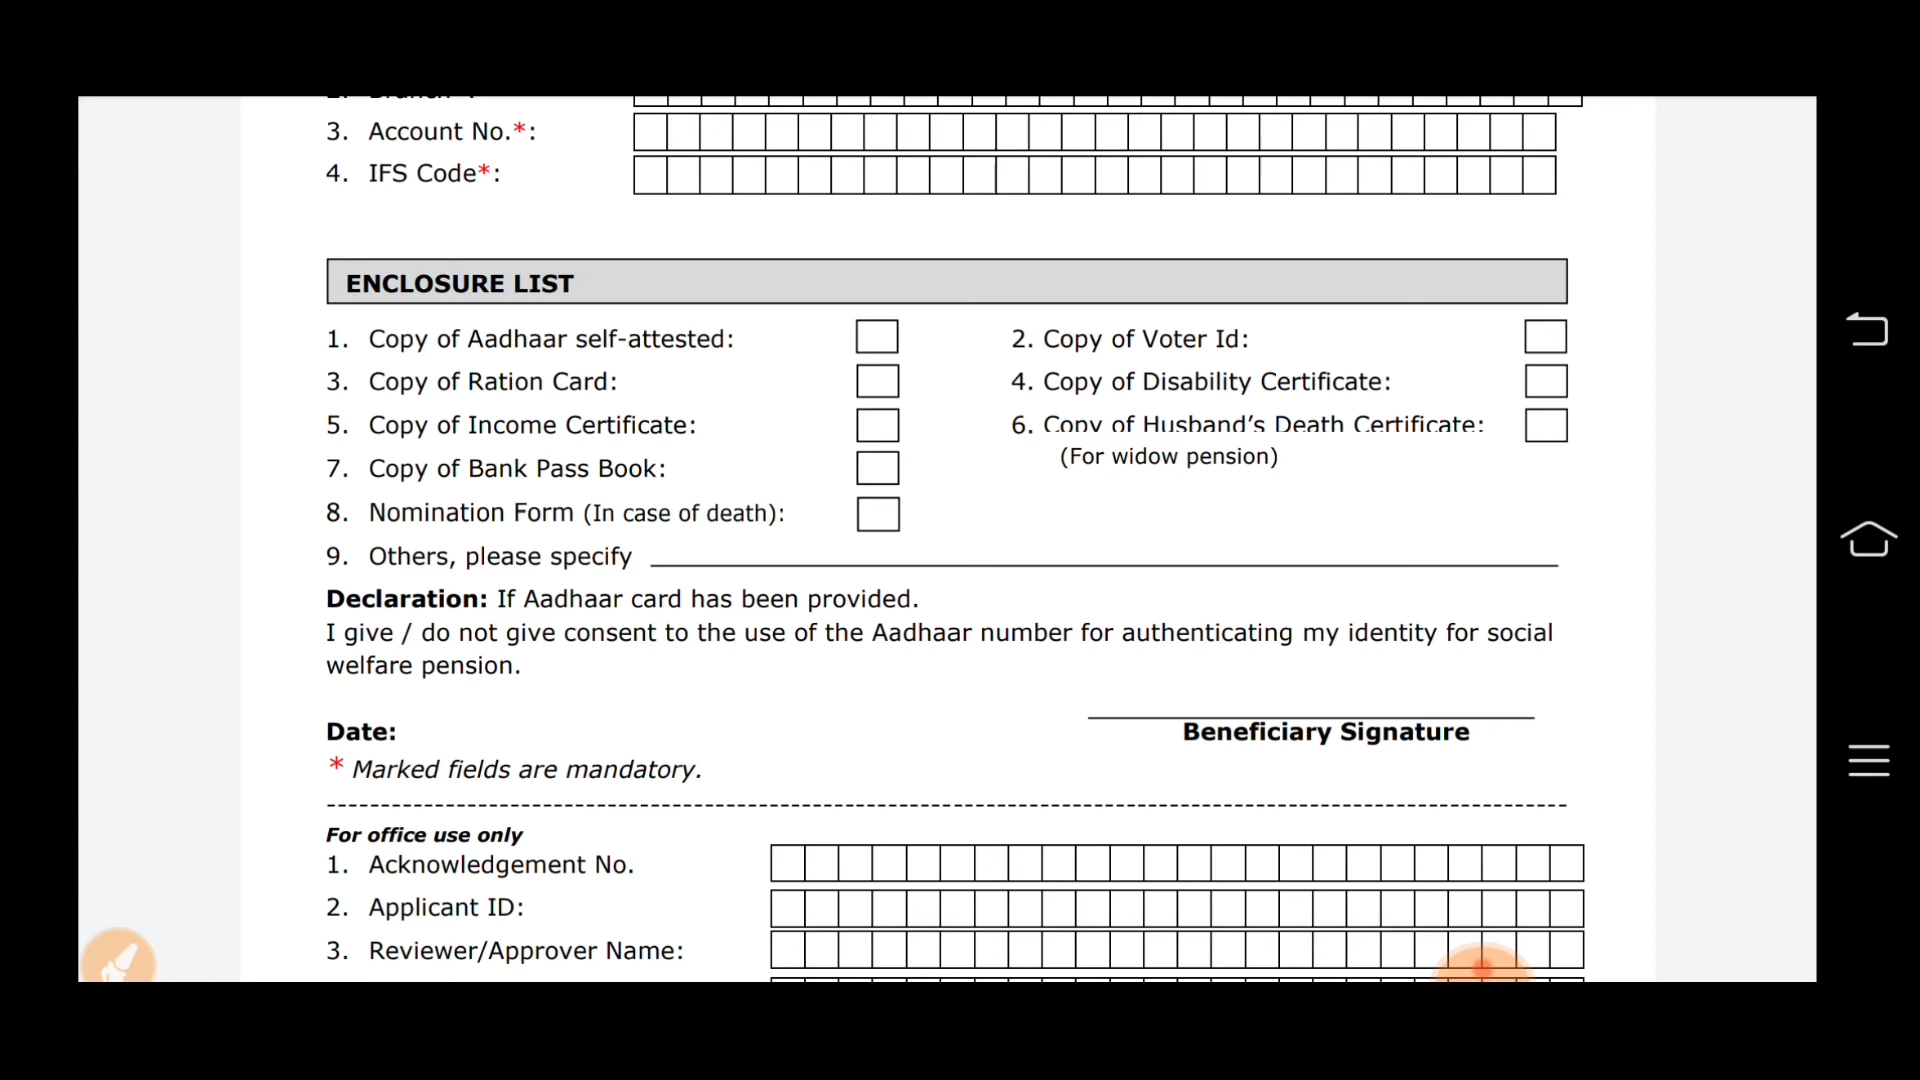 3. Account No.*:
4. IFS Code*:
ENCLOSURE LIST
1. Copy of Aadhaar self-attested:
2. Copy of Voter Id:
3. Copy of Ration Card:
4. Copy of Disability Certificate:
5. Copy of Income Certificate:
6. Copy of Husband’s Death Certificate:
(For widow pension)
7. Copy of Bank Pass Book:
8. Nomination Form (In case of death):
9. Others, please specify
Declaration: If Aadhaar card has been provided.
I give / do not give consent to the use of the Aadhaar number for authenticating my identity for social
welfare pension.
Date:
Beneficiary Signature
* Marked fields are mandatory.
For office use only
1. Acknowledgement No.
2. Applicant ID:
3. Reviewer/Approver Name: